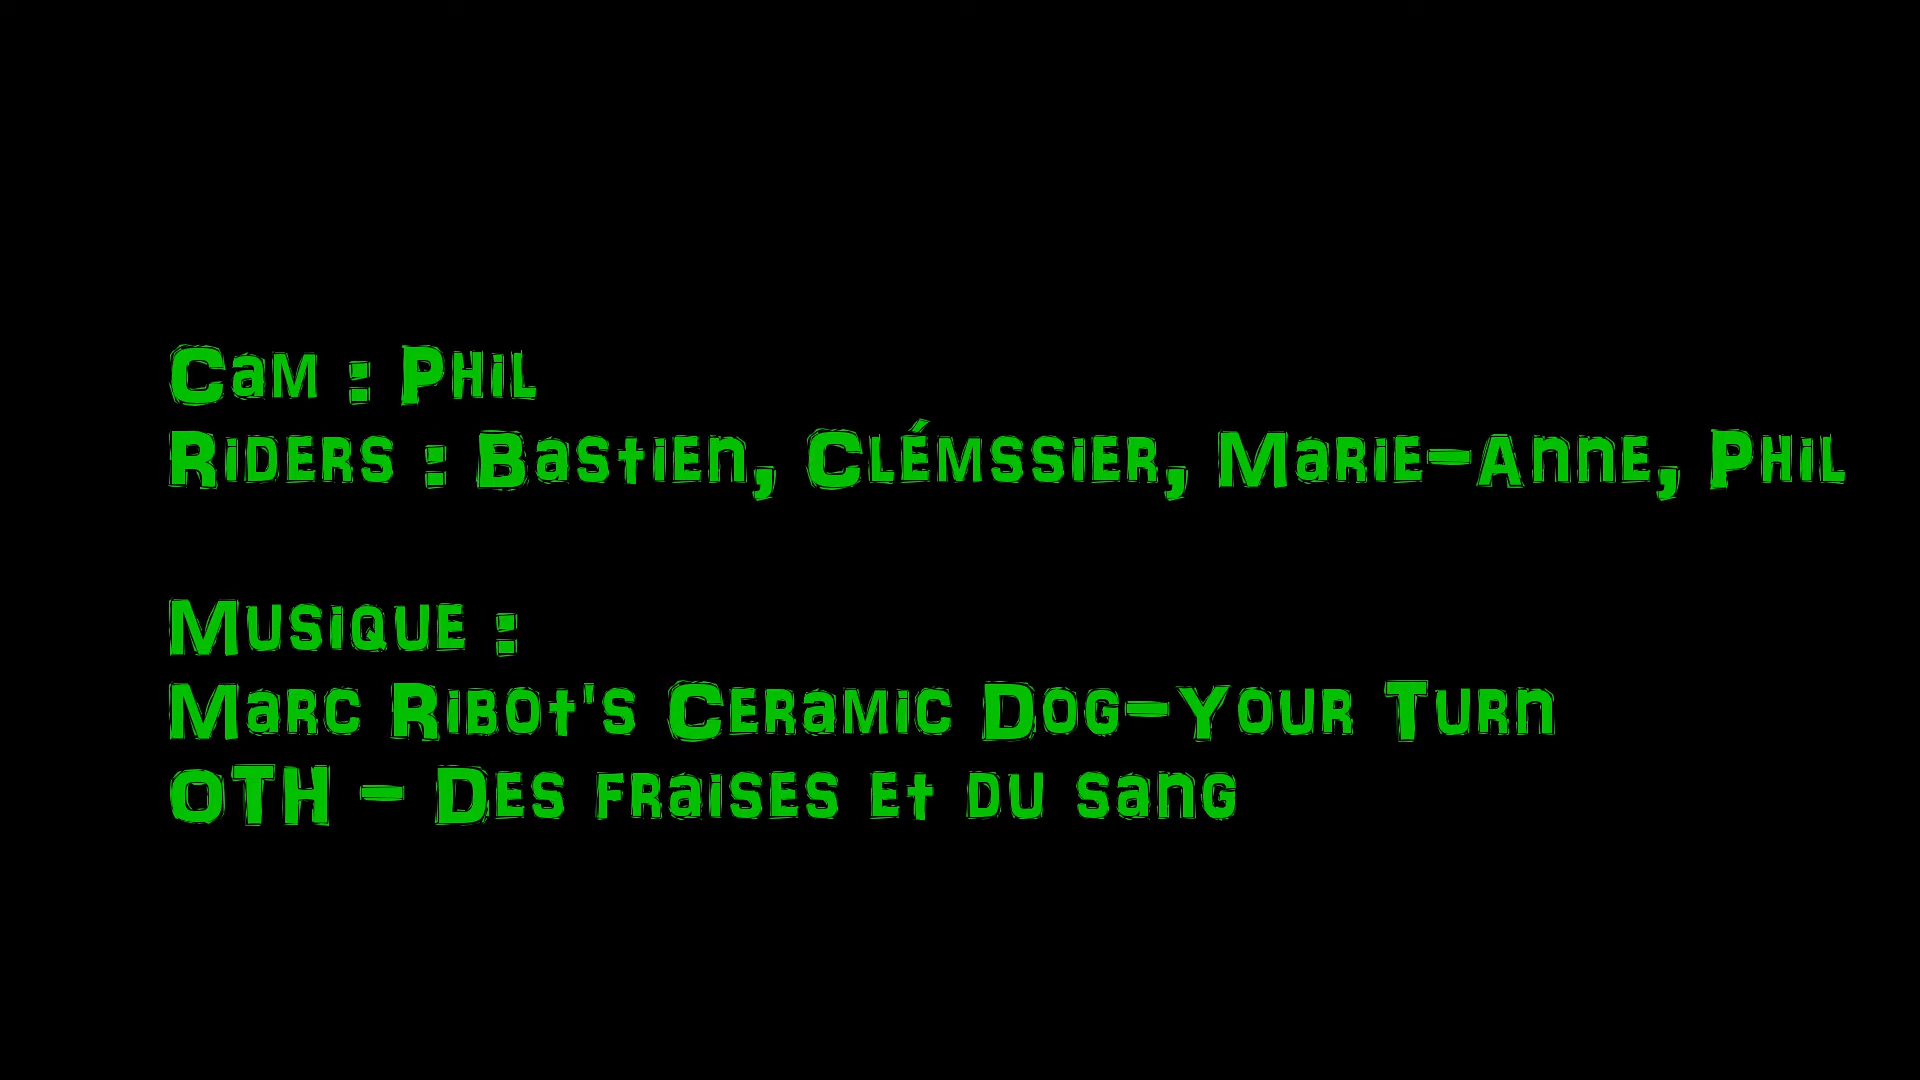 Cam : Phil
Riders : Bastien, Clémssier, Marie-Anne, Phil
Musique :
Marc Ribot's Ceramic Dog-Your Turn
OTH - Des fraises et du sang